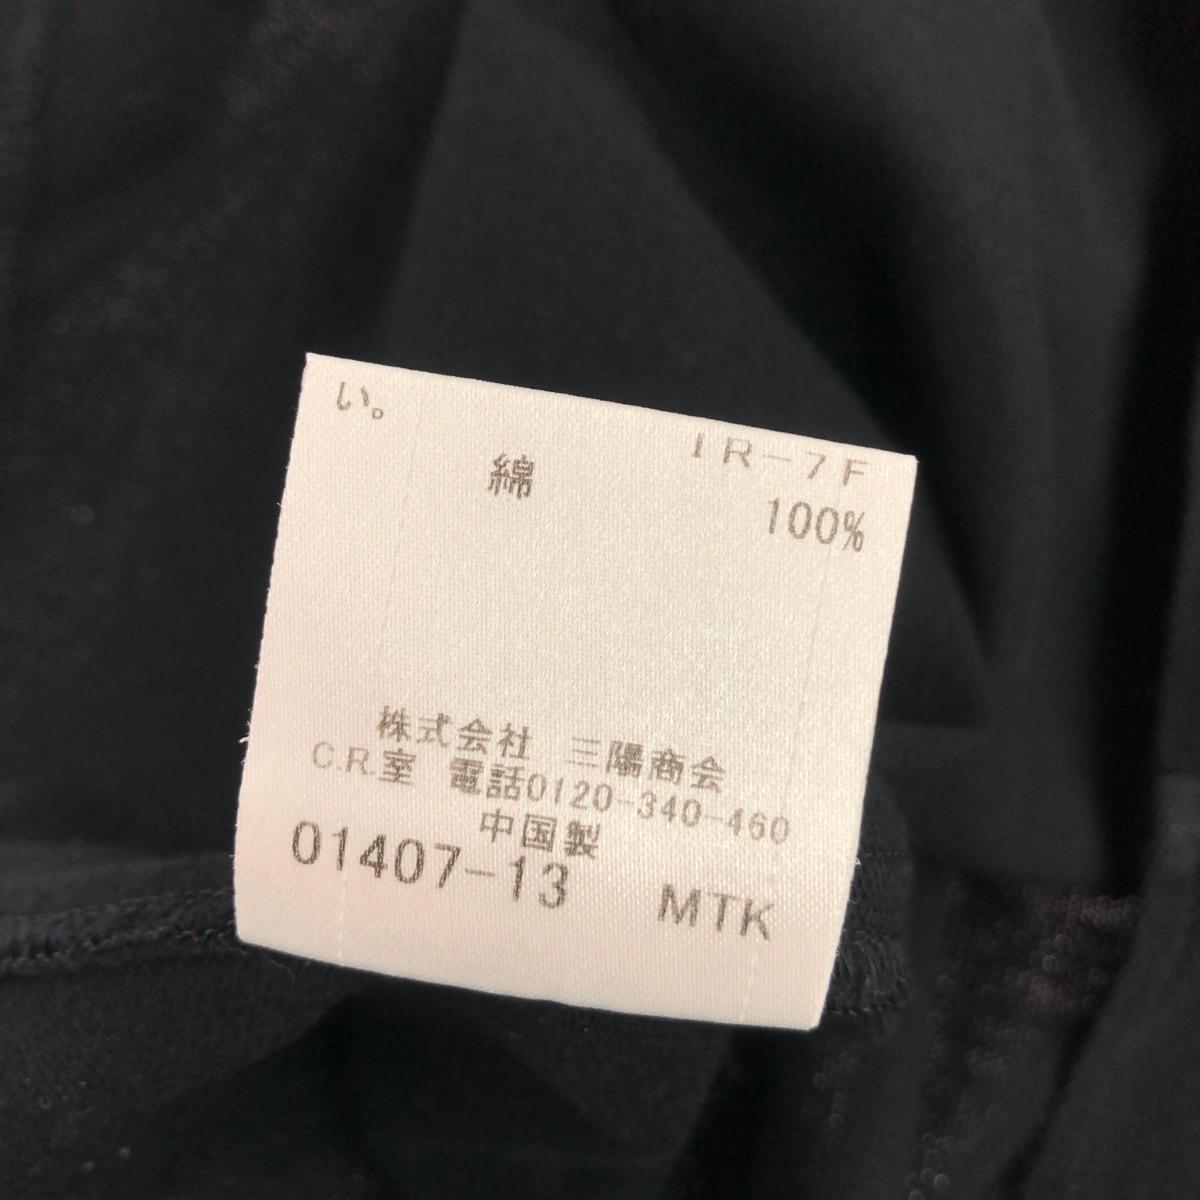 い。
IR-7F
綿 100%
株式会社 三陽商会
C.R.室 電話0120-340-460
中国製
01407-13 MTK